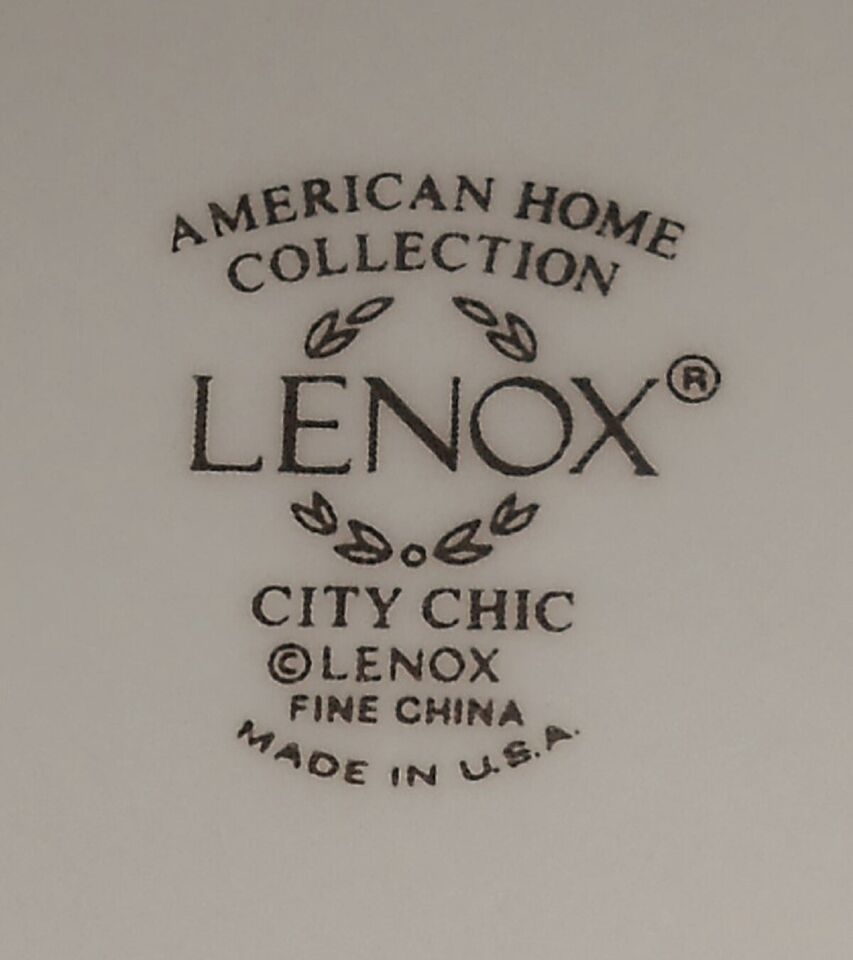 AMERICAN HOME
COLLECTION
LENOX®
CITY CHIC
©LENOX
FINE CHINA
MADE IN U.S.A.